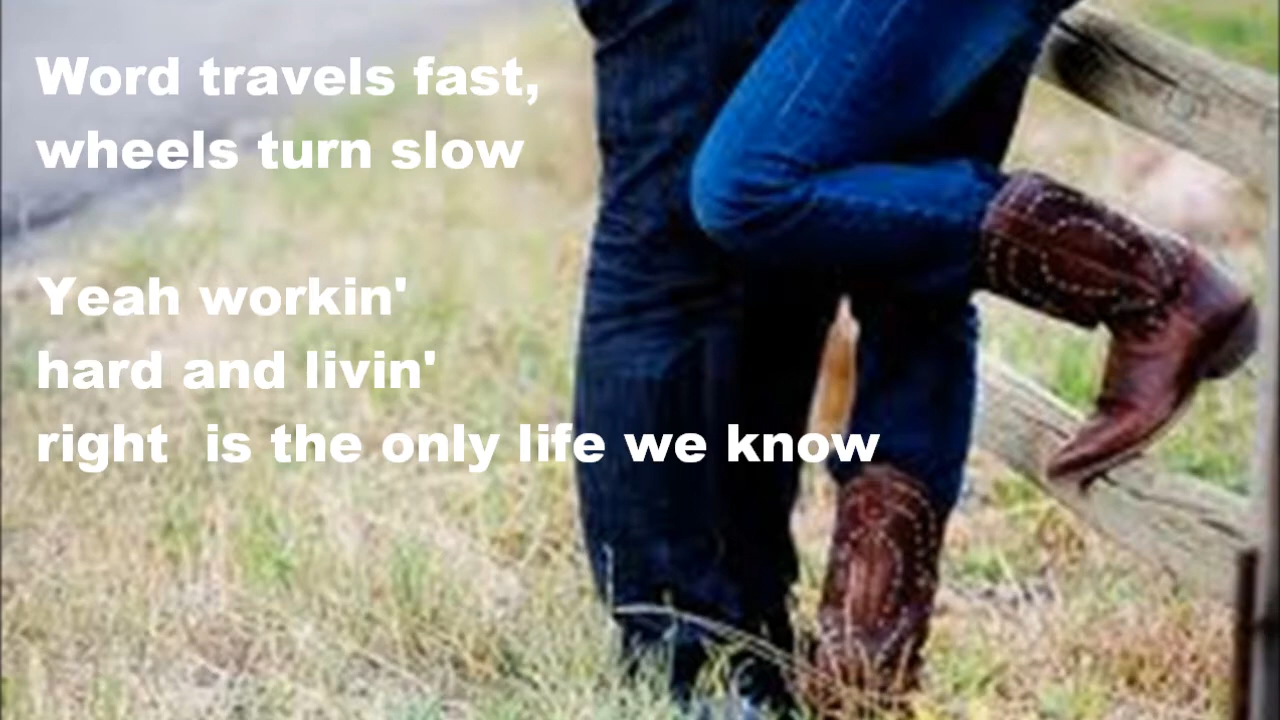 Word travels fast,
wheels turn slow
Yeah workin'
hard and livin'
right  is the only life we know